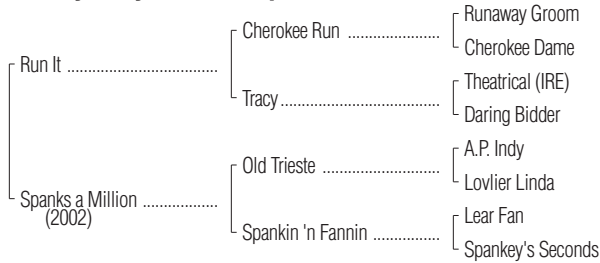 Runaway Groom
Cherokee Run ....................
Cherokee Dame
Run It .................................
Theatrical (IRE)
Tracy...................................
Daring Bidder
A.P. Indy
Old Trieste .........................
Lovlier Linda
Spanks a Million ................
(2002)
Lear Fan
Spankin 'n Fannin ..............
Spankey's Seconds